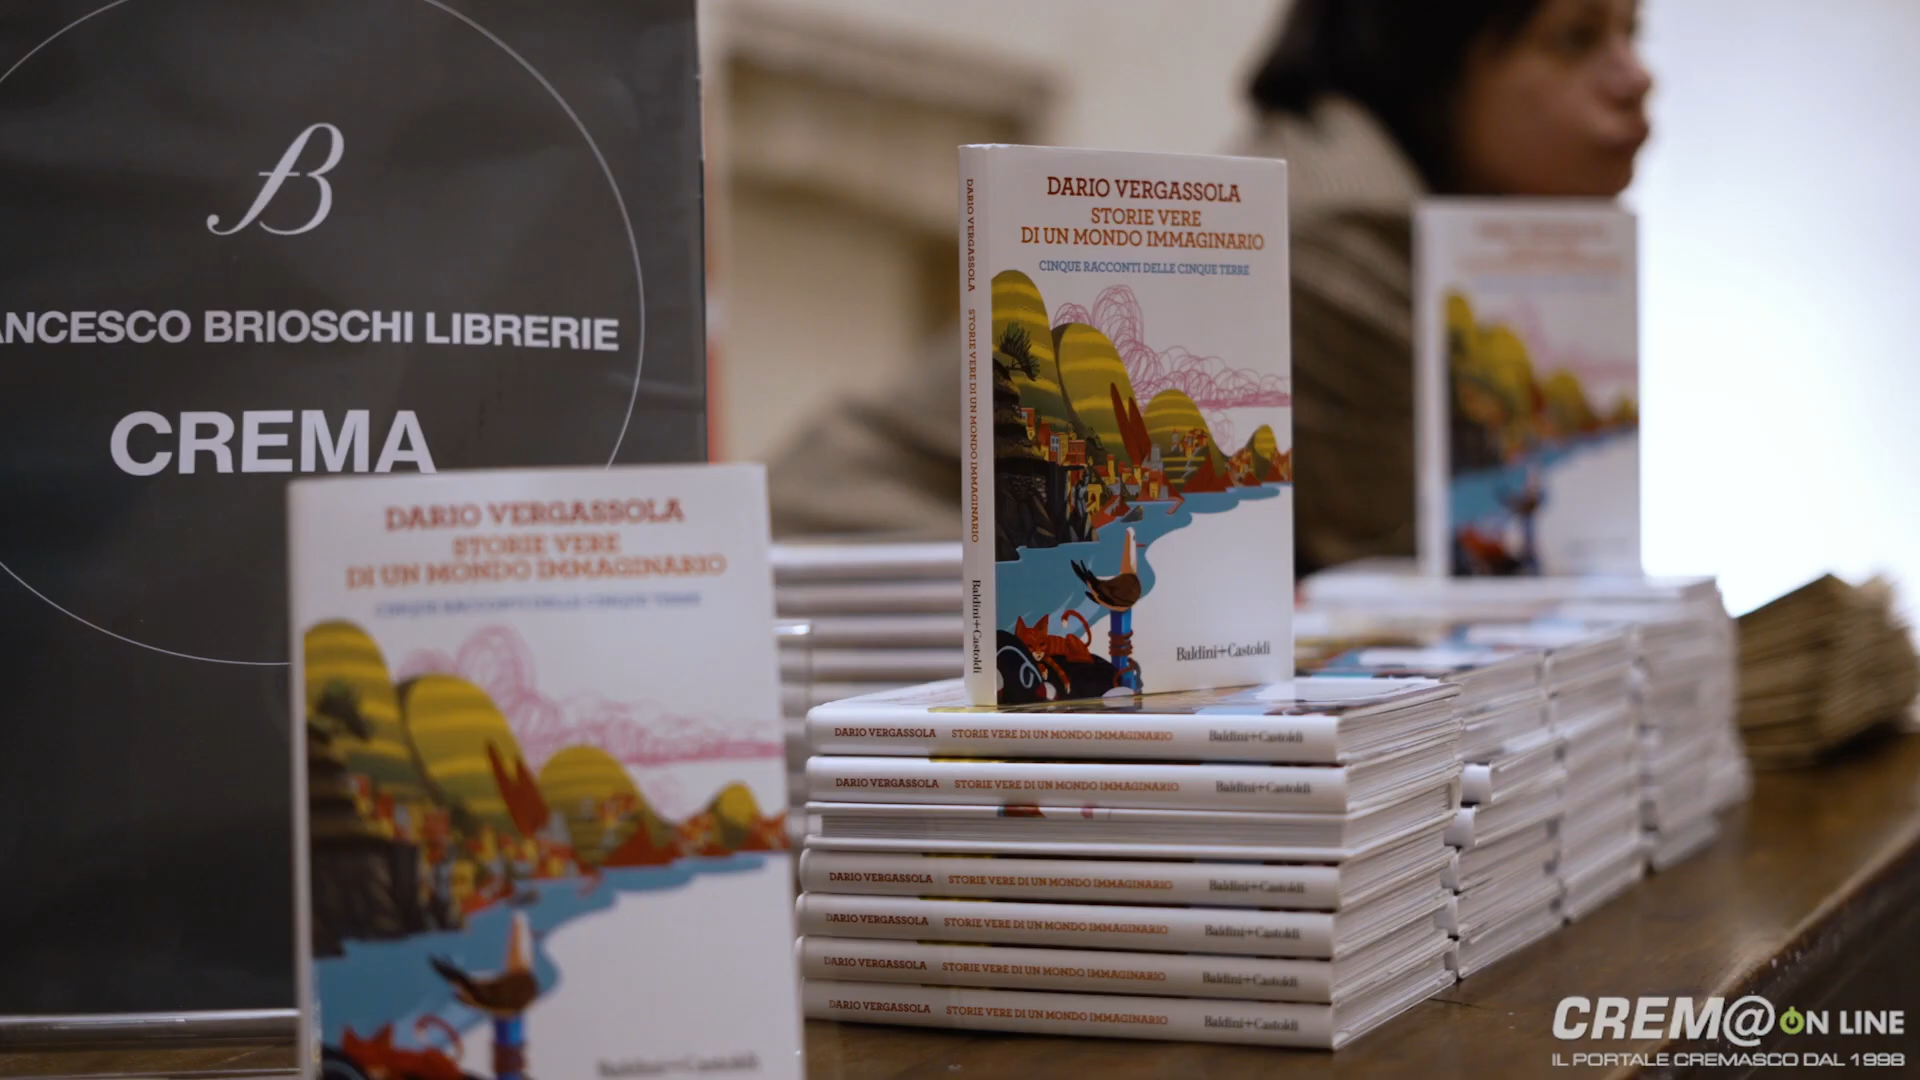 ANCESCO BRIOSCHI LIBRERIE
CREMA
DARIO VERGASSOLA
STORIE VERE
DI UN MONDO IMMAGINARIO
CINQUE RACCONTI DELLE CINQUE TERRE
Baldini+Castoldi
DARIO VERGASSOLA STORIE VERE DI UN MONDO IMMAGINARIO Baldini+Castoldi
DARIO VERGASSOLA
STORIE VERE
DI UN MONDO IMMAGINARIO
CINQUE RACCONTI DELLE CINQUE TERRE
Baldini+Castoldi
DARIO VERGASSOLA STORIE VERE DI UN MONDO IMMAGINARIO Baldini+Castoldi
DARIO VERGASSOLA STORIE VERE DI UN MONDO IMMAGINARIO Baldini+Castoldi
DARIO VERGASSOLA STORIE VERE DI UN MONDO IMMAGINARIO Baldini+Castoldi
DARIO VERGASSOLA STORIE VERE DI UN MONDO IMMAGINARIO Baldini+Castoldi
DARIO VERGASSOLA STORIE VERE DI UN MONDO IMMAGINARIO Baldini+Castoldi
DARIO VERGASSOLA STORIE VERE DI UN MONDO IMMAGINARIO Baldini+Castoldi
CREM@ ON LINE
IL PORTALE CREMASCO DAL 1998